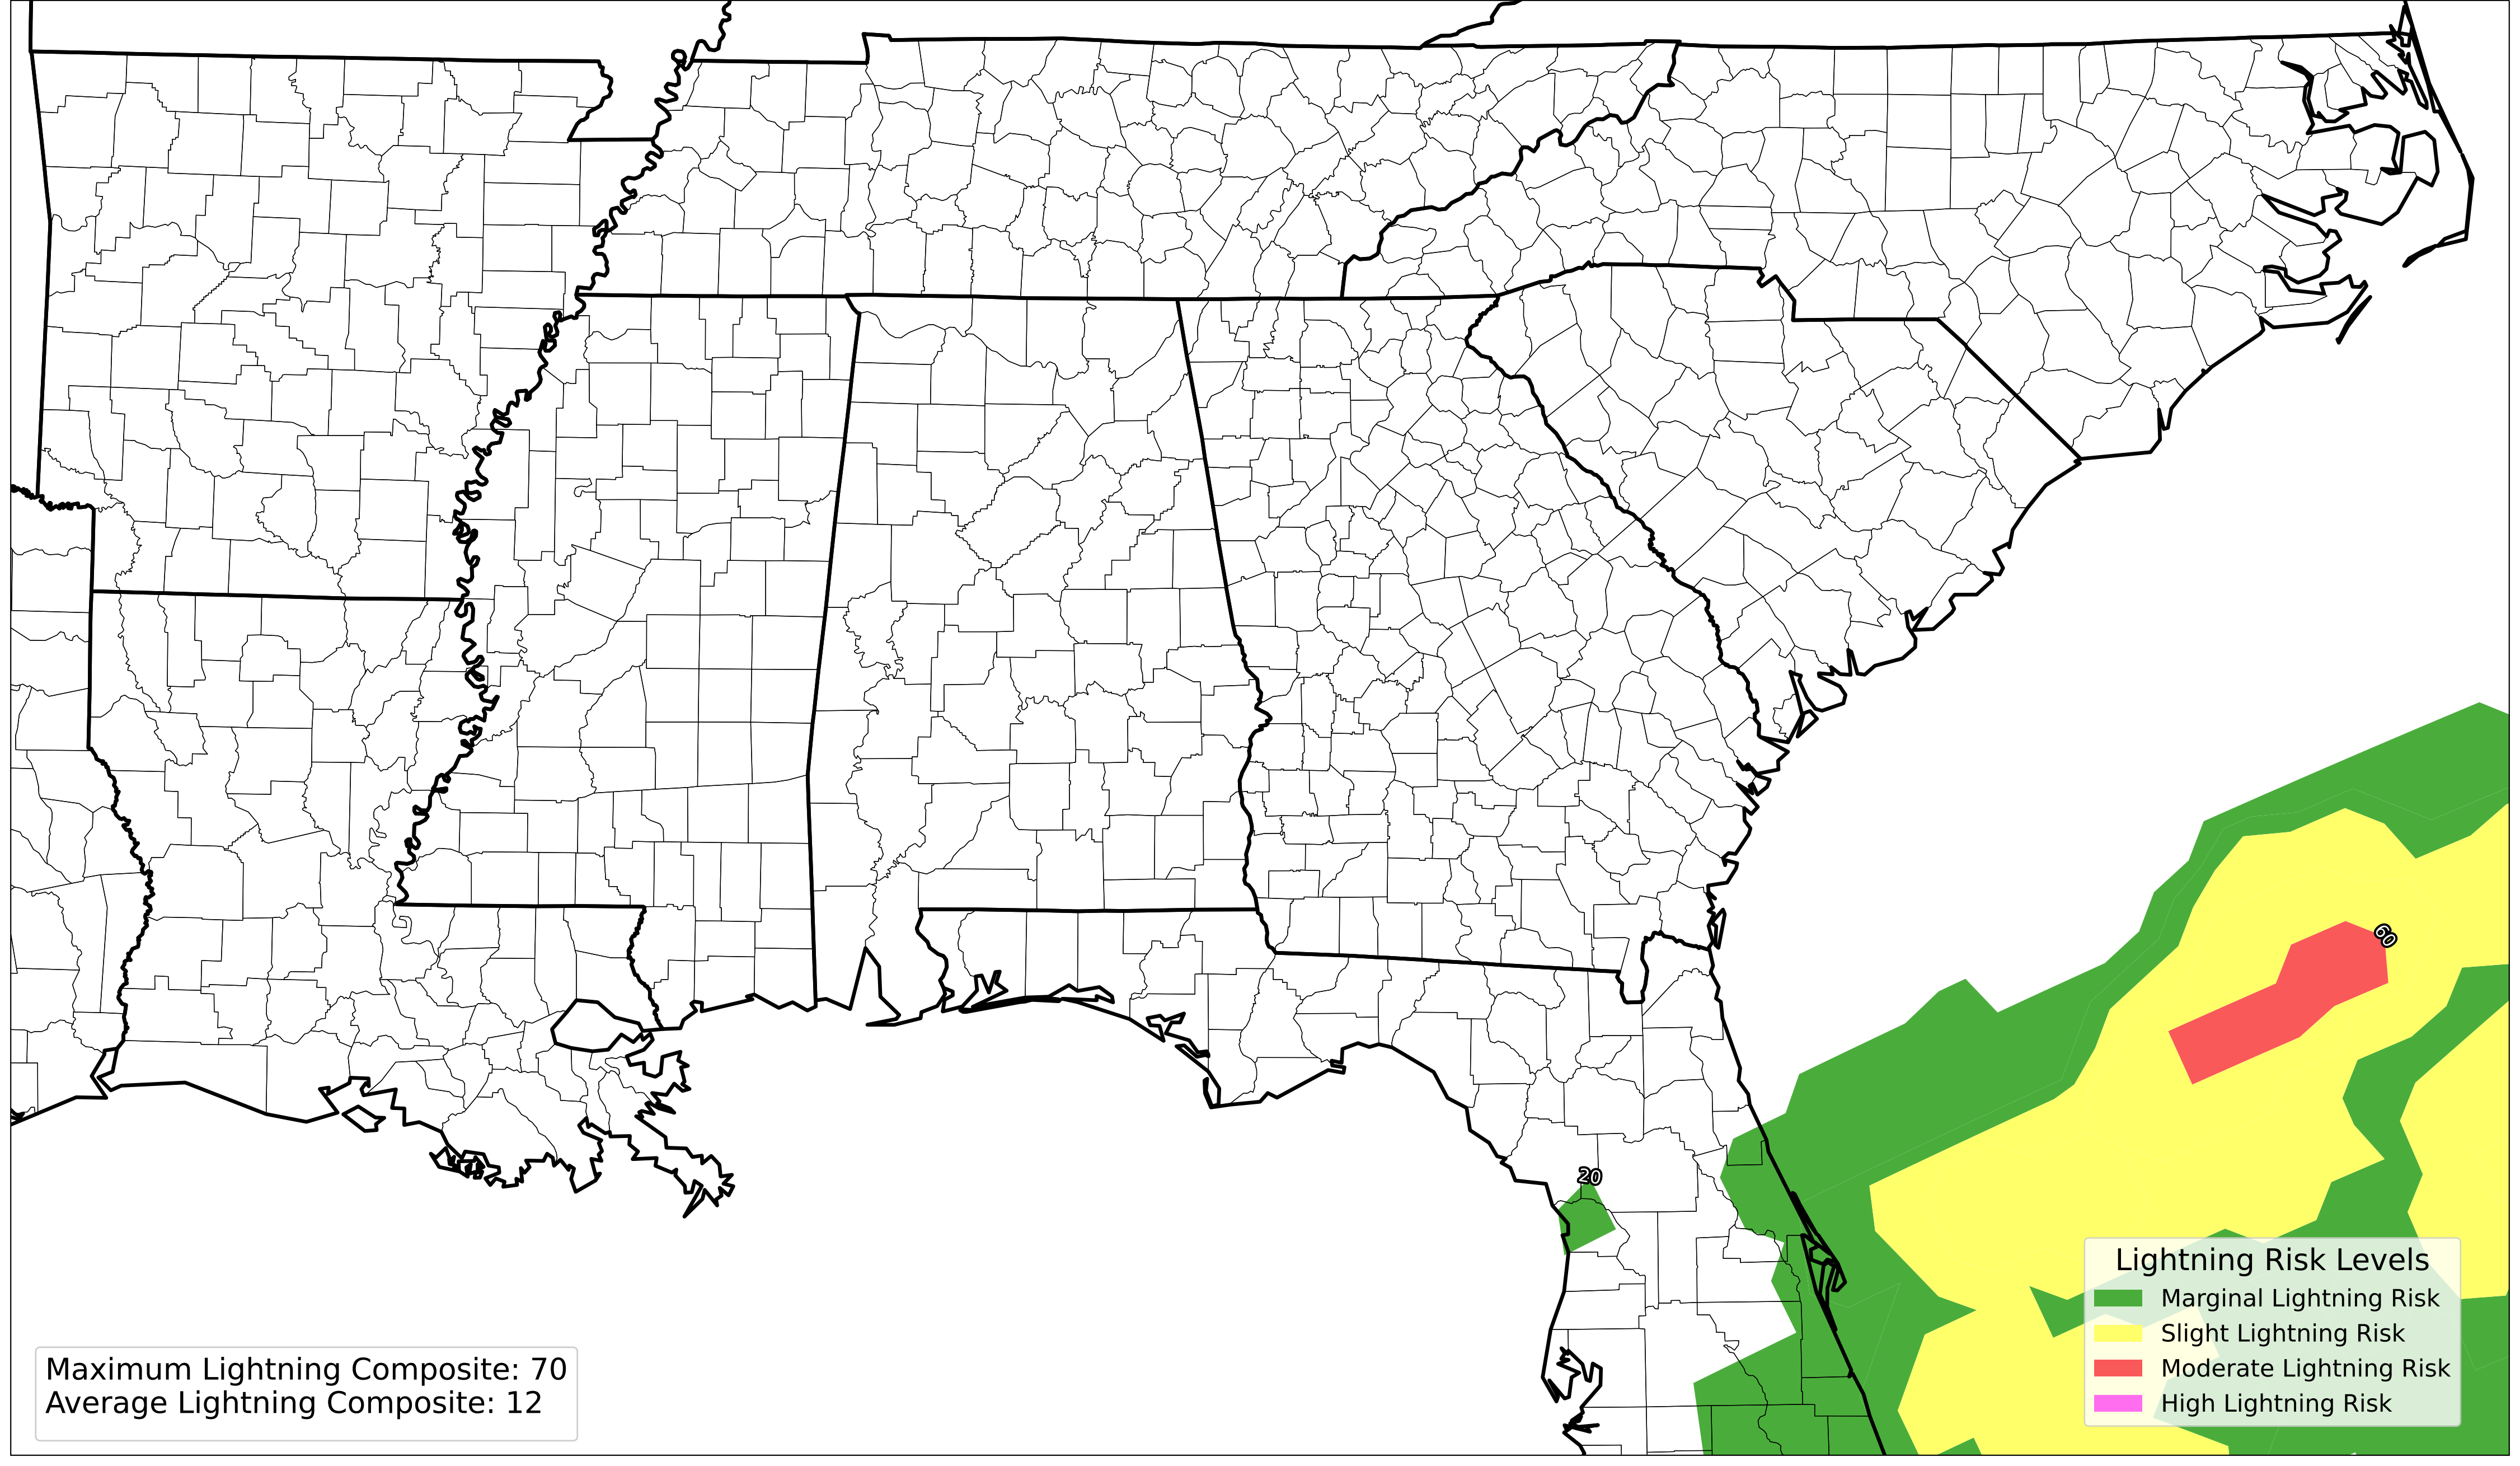 60
20
Lightning Risk Levels
Marginal Lightning Risk
Slight Lightning Risk
Moderate Lightning Risk
High Lightning Risk
Maximum Lightning Composite: 70
Average Lightning Composite: 12